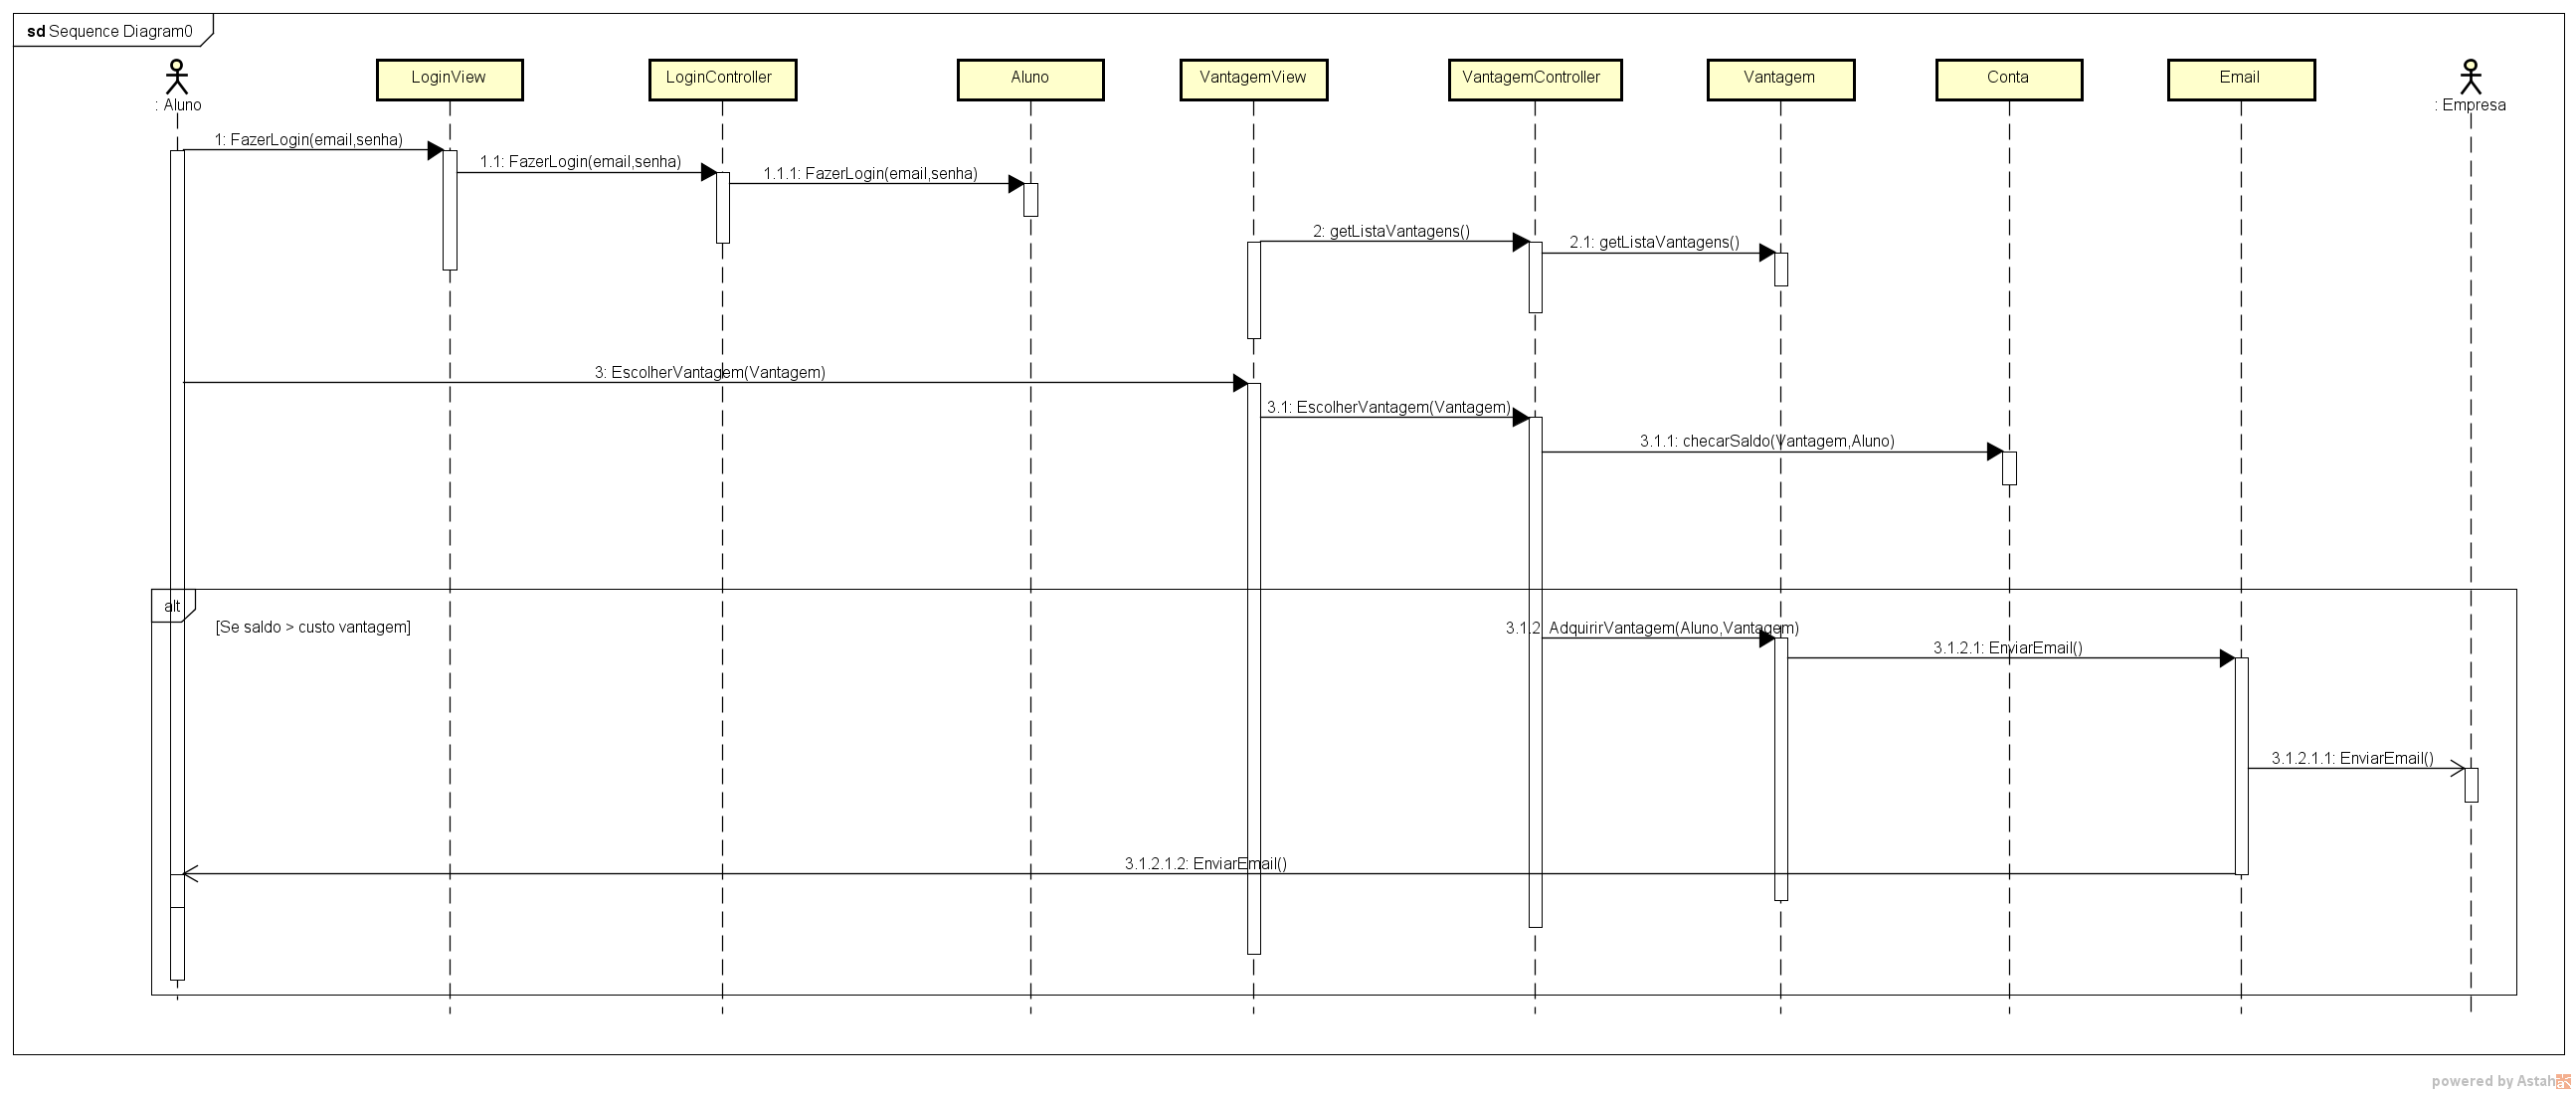 sd Sequence Diagram0
: Aluno
LoginView
LoginController
Aluno
VantagemView
VantagemController
Vantagem
Conta
Email
: Empresa
1: FazerLogin(email,senha)
1.1: FazerLogin(email,senha)
1.1.1: FazerLogin(email,senha)
2: getListaVantagens()
2.1: getListaVantagens()
3: EscolherVantagem(Vantagem)
3.1: EscolherVantagem(Vantagem)
3.1.1: checarSaldo(Vantagem,Aluno)
alt
[Se saldo > custo vantagem]
3.1.2: AdquirirVantagem(Aluno,Vantagem)
3.1.2.1: EnviarEmail()
3.1.2.1.1: EnviarEmail()
3.1.2.1.2: EnviarEmail()
powered by Astah